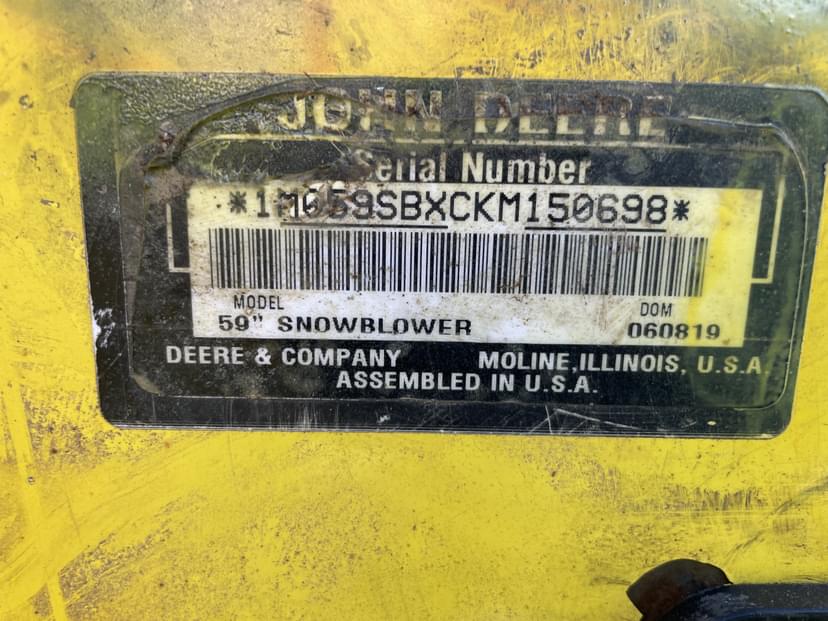 JOHN DEERE
Serial Number
*1M059SBXCKM150698*
MODEL
DOM
59" SNOWBLOWER
060819
DEERE & COMPANY
MOLINE, ILLINOIS, U.S.A
ASSEMBLED IN U.S.A.